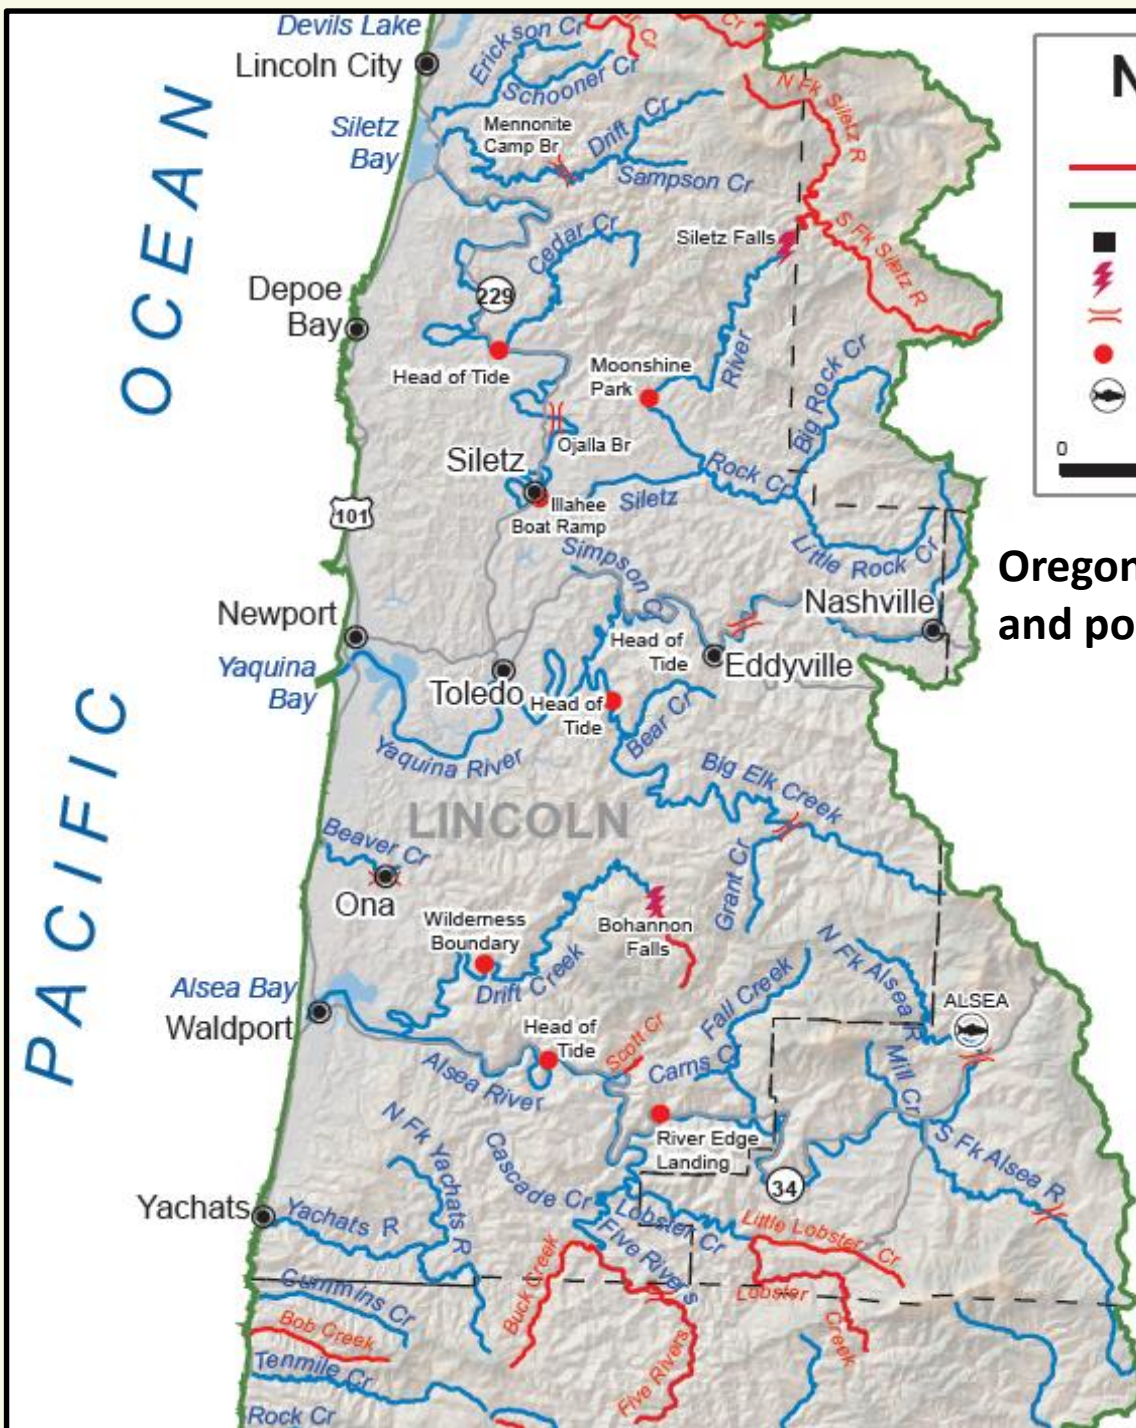 Devils Lake
Lincoln City
Erickson Cr
Schooner Cr
Cr
Cr
N Fk Siletz R
Siletz
Bay
Mennonite
Camp Br
Drift Cr
Sampson Cr
OCEAN
Cedar Cr
Siletz Falls
S Fk Siletz R
Depoe
Bay
229
Head of Tide
Moonshine
Park
River
Big Rock Cr
Ojalla Br
Siletz
Rock Cr
Illahee
Boat Ramp
Siletz
101
Simpson Cr
Little Rock Cr
Newport
Nashville
Head of
Tide
Eddyville
Yaquina
Bay
Toledo
Head of
Tide
Bear Cr
Yaquina River
Big Elk Creek
PACIFIC
LINCOLN
Beaver Cr
Ona
Grant Cr
Wilderness
Boundary
Bohannon
Falls
Drift Creek
N Fk Alsea R
Alsea Bay
Waldport
Fall Creek
ALSEA
Head of
Tide
Scott Cr
Cams Cr
Mill Cr
Alsea River
River Edge
Landing
N Fk Yachats R
Cascade Cr
S Fk Alsea R
34
Yachats
Yachats R
Lobster Cr
Five Rivers
Little Lobster Cr
Lobster Creek
Cummins Cr
Buck Creek
Bob Creek
Five Rivers
Tenmile Cr
Rock Cr
N
0
Oregon
and po